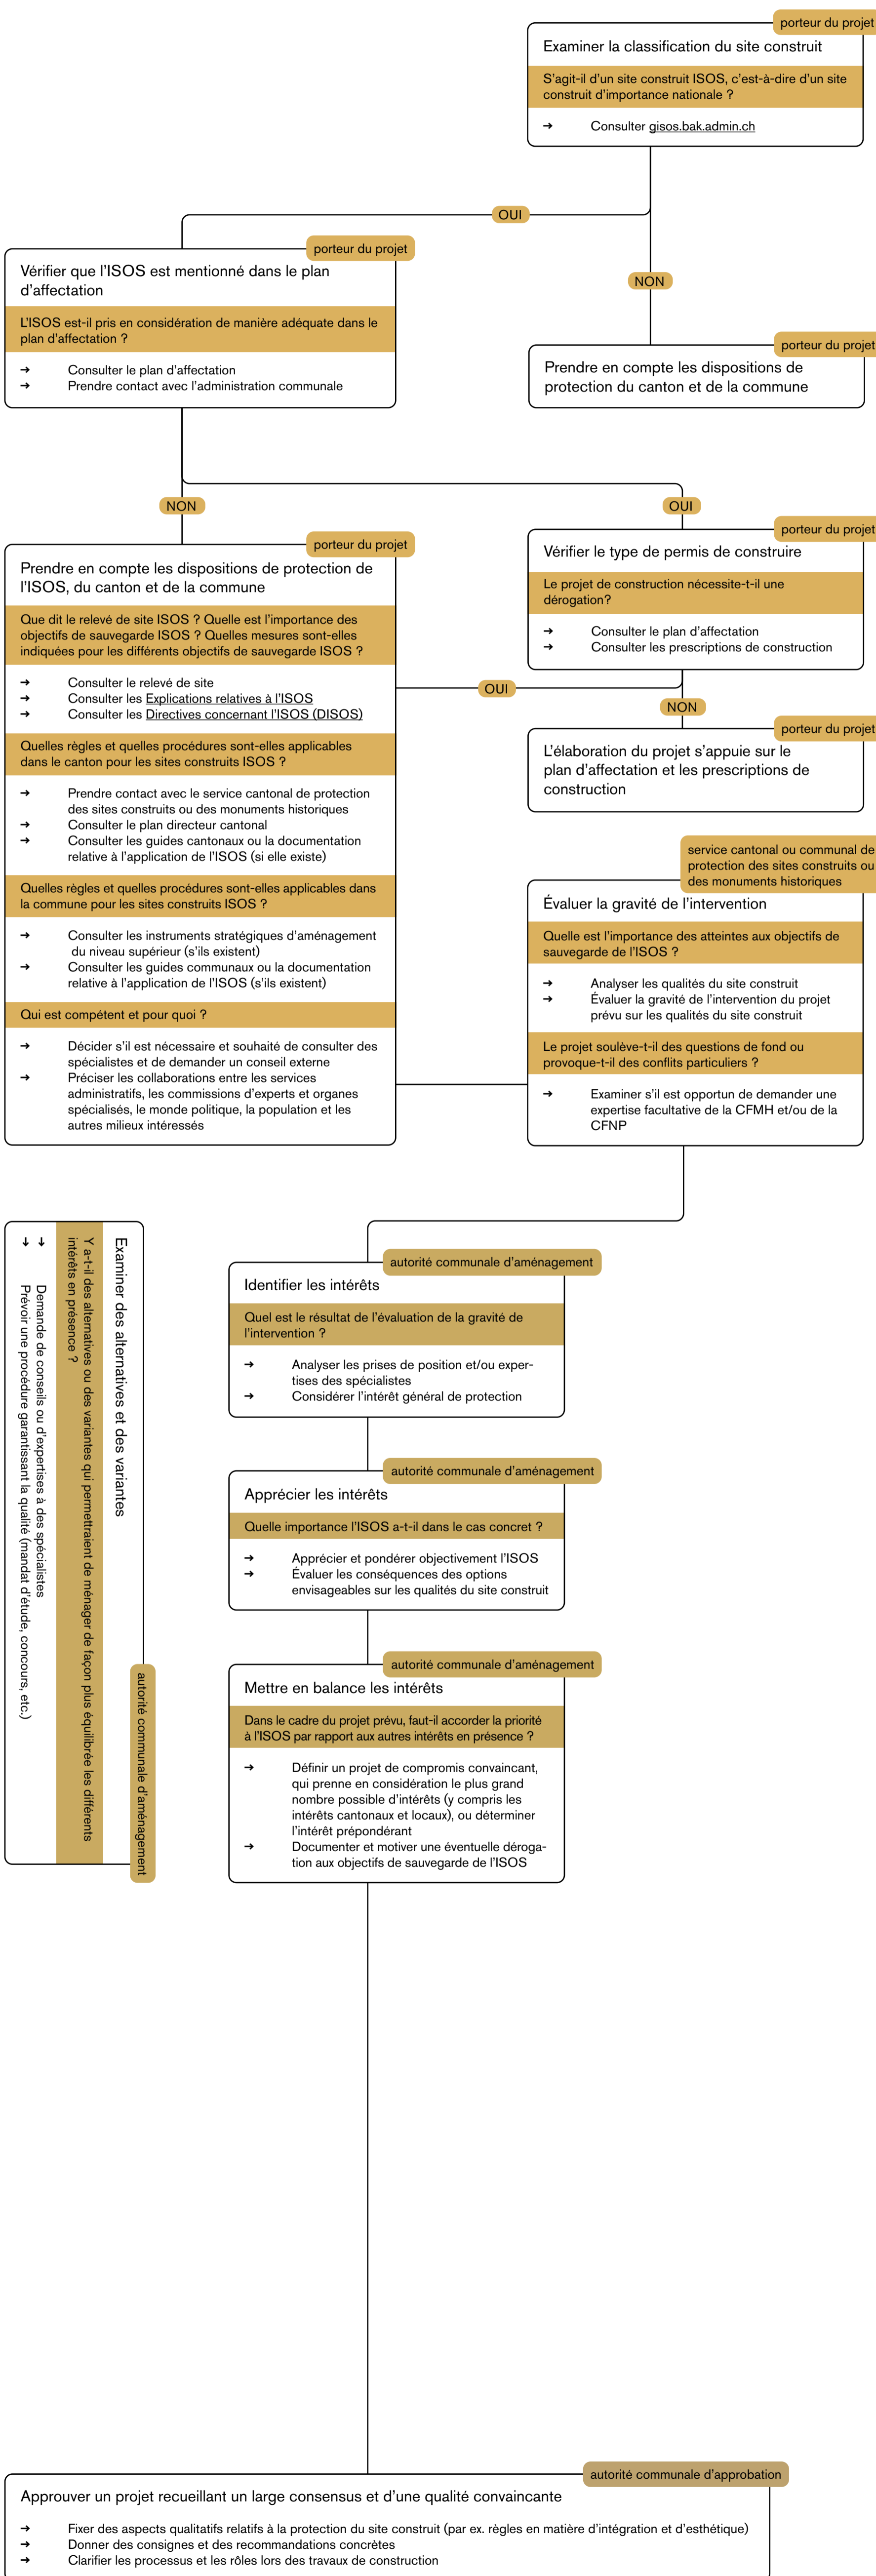 porteur du projet
Examiner la classification du site construit
S'agit-il d'un site construit ISOS, c'est-à-dire d'un site
construit d'importance nationale ?
➔ Consulter gisos.bak.admin.ch
OUI
NON
porteur du projet
Vérifier que l'ISOS est mentionné dans le plan
d'affectation
L'ISOS est-il pris en considération de manière adéquate dans le
plan d'affectation ?
➔ Consulter le plan d'affectation
➔ Prendre contact avec l'administration communale
porteur du projet
Prendre en compte les dispositions de
protection du canton et de la commune
NON
OUI
porteur du projet
Prendre en compte les dispositions de protection de
l'ISOS, du canton et de la commune
Que dit le relevé de site ISOS ? Quelle est l'importance des
objectifs de sauvegarde ISOS ? Quelles mesures sont-elles
indiquées pour les différents objectifs de sauvegarde ISOS ?
➔ Consulter le relevé de site
➔ Consulter les Explications relatives à l'ISOS
➔ Consulter les Directives concernant l'ISOS (DISOS)
Quelles règles et quelles procédures sont-elles applicables
dans le canton pour les sites construits ISOS ?
➔ Prendre contact avec le service cantonal de protection
des sites construits ou des monuments historiques
➔ Consulter le plan directeur cantonal
➔ Consulter les guides cantonaux ou la documentation
relative à l'application de l'ISOS (si elle existe)
Quelles règles et quelles procédures sont-elles applicables dans
la commune pour les sites construits ISOS ?
➔ Consulter les instruments stratégiques d'aménagement
du niveau supérieur (s'ils existent)
➔ Consulter les guides communaux ou la documentation
relative à l'application de l'ISOS (s'ils existent)
Qui est compétent et pour quoi ?
➔ Décider s'il est nécessaire et souhaité de consulter des
spécialistes et de demander un conseil externe
➔ Préciser les collaborations entre les services
administratifs, les commissions d'experts et organes
spécialisés, le monde politique, la population et les
autres milieux intéressés
porteur du projet
Vérifier le type de permis de construire
Le projet de construction nécessite-t-il une
dérogation?
➔ Consulter le plan d'affectation
➔ Consulter les prescriptions de construction
OUI
NON
porteur du projet
L'élaboration du projet s'appuie sur le
plan d'affectation et les prescriptions de
construction
service cantonal ou communal de
protection des sites construits ou
des monuments historiques
Évaluer la gravité de l'intervention
Quelle est l'importance des atteintes aux objectifs de
sauvegarde de l'ISOS ?
➔ Analyser les qualités du site construit
➔ Évaluer la gravité de l'intervention du projet
prévu sur les qualités du site construit
Le projet soulève-t-il des questions de fond ou
provoque-t-il des conflits particuliers ?
➔ Examiner s'il est opportun de demander une
expertise facultative de la CFMH et/ou de la
CFNP
autorité communale d'aménagement
Examiner des alternatives et des variantes
Y a-t-il des alternatives ou des variantes qui permettraient de ménager de façon plus équilibrée les différents
intérêts en présence ?
➔ Demande de conseils ou d'expertises à des spécialistes
➔ Prévoir une procédure garantissant la qualité (mandat d'étude, concours, etc.)
autorité communale d'aménagement
Identifier les intérêts
Quel est le résultat de l'évaluation de la gravité de
l'intervention ?
➔ Analyser les prises de position et/ou exper-
tises des spécialistes
➔ Considérer l'intérêt général de protection
autorité communale d'aménagement
Apprécier les intérêts
Quelle importance l'ISOS a-t-il dans le cas concret ?
➔ Apprécier et pondérer objectivement l'ISOS
➔ Évaluer les conséquences des options
envisageables sur les qualités du site construit
autorité communale d'aménagement
Mettre en balance les intérêts
Dans le cadre du projet prévu, faut-il accorder la priorité
à l'ISOS par rapport aux autres intérêts en présence ?
➔ Définir un projet de compromis convaincant,
qui prenne en considération le plus grand
nombre possible d'intérêts (y compris les
intérêts cantonaux et locaux), ou déterminer
l'intérêt prépondérant
➔ Documenter et motiver une éventuelle déroga-
tion aux objectifs de sauvegarde de l'ISOS
autorité communale d'approbation
Approuver un projet recueillant un large consensus et d'une qualité convaincante
➔ Fixer des aspects qualitatifs relatifs à la protection du site construit (par ex. règles en matière d'intégration et d'esthétique)
➔ Donner des consignes et des recommandations concrètes
➔ Clarifier les processus et les rôles lors des travaux de construction